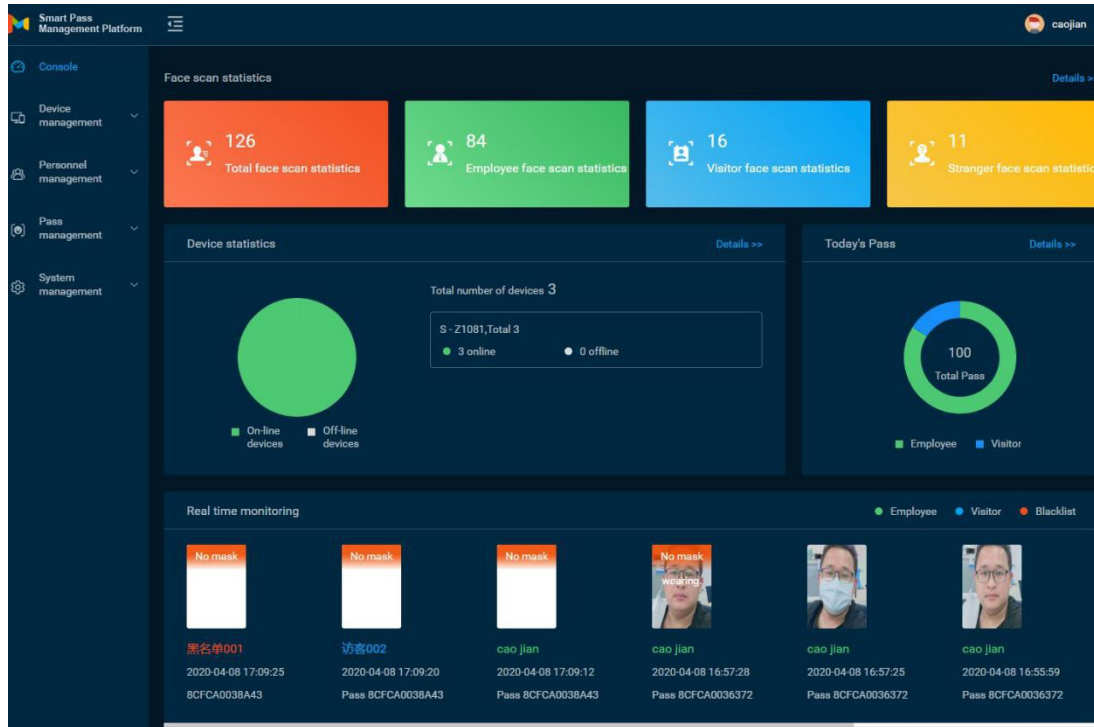 Smart Pass
Management Platform
caojian
Console
Device
management
Personnel
management
Pass
management
System
management
Face scan statistics
Details >>
126
Total face scan statistics
84
Employee face scan statistics
16
Visitor face scan statistics
11
Stranger face scan statistic
Device statistics
Details >>
Total number of devices 3
S - Z1081,Total 3
3 online
0 offline
On-line
devices
Off-line
devices
Today's Pass
Details >>
100
Total Pass
Employee
Visitor
Real time monitoring
Employee
Visitor
Blacklist
No mask
黑名单001
2020-04-08 17:09:25
8CFCA0038A43
No mask
访客002
2020-04-08 17:09:20
Pass 8CFCA0038A43
No mask
cao jian
2020-04-08 17:09:12
Pass 8CFCA0038A43
No mask
wearing
cao jian
2020-04-08 16:57:28
Pass 8CFCA0036372
cao jian
2020-04-08 16:57:25
Pass 8CFCA0036372
cao jian
2020-04-08 16:55:59
Pass 8CFCA0036372